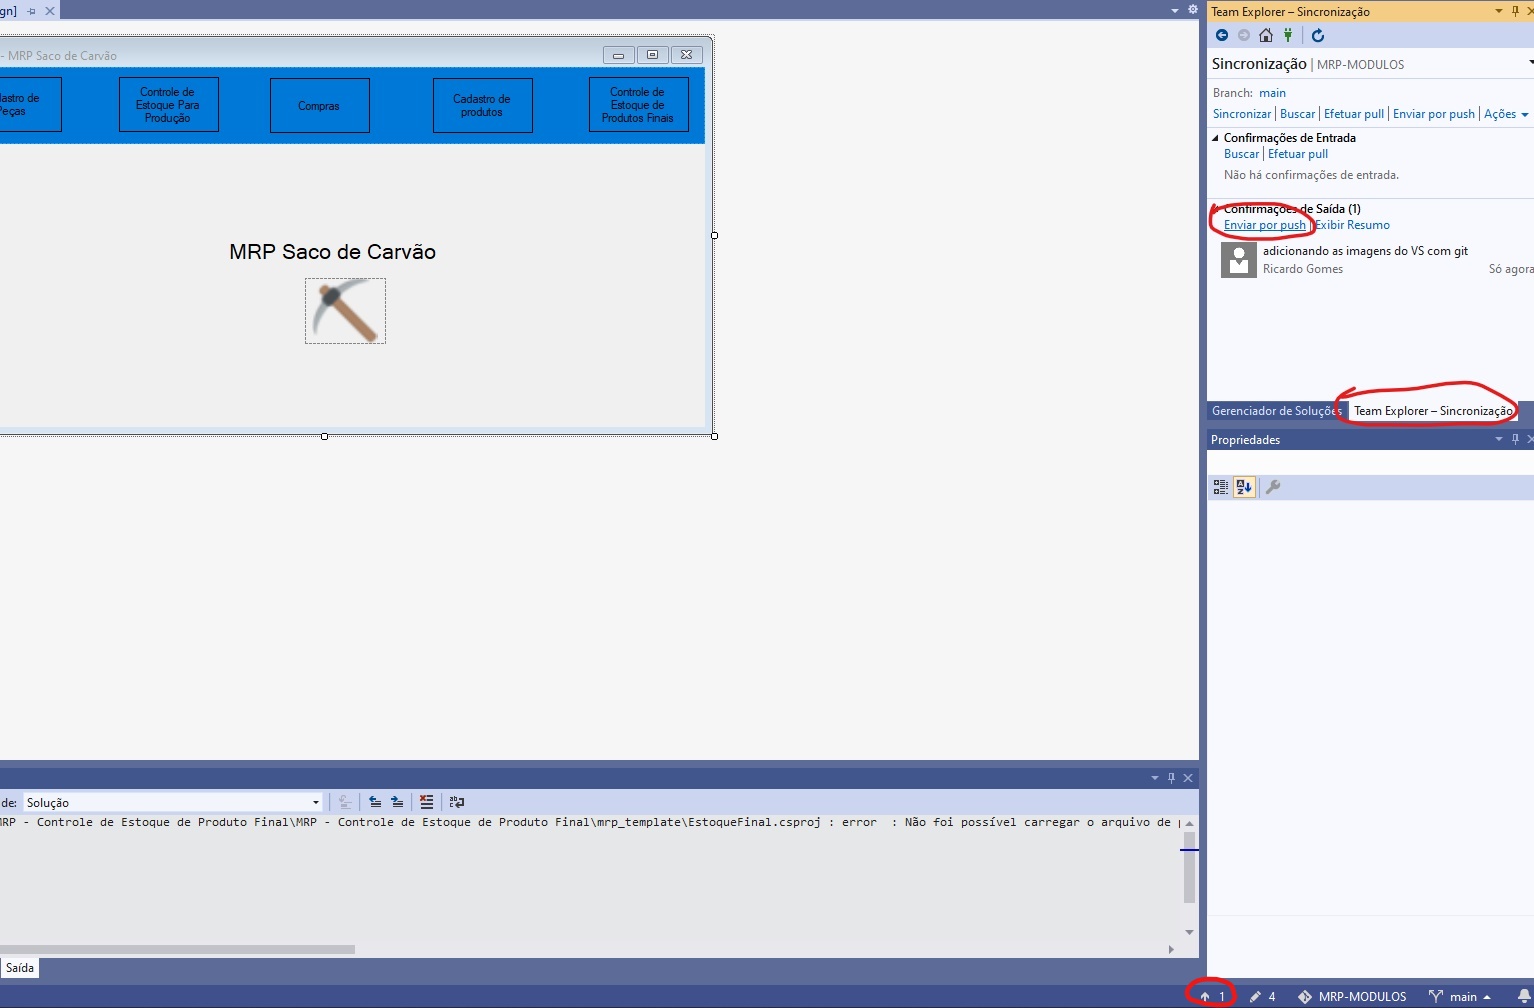 gn]
- MRP Saco de Carvão
astro de
Peças
Controle de
Estoque Para
Produção
Compras
Cadastro de
produtos
Controle de
Estoque de
Produtos Finais
MRP Saco de Carvão
Team Explorer – Sincronização
Sincronização | MRP-MODULOS
Branch: main
Sincronizar | Buscar | Efetuar pull | Enviar por push | Ações
Confirmações de Entrada
Buscar | Efetuar pull
Não há confirmações de entrada.
Confirmações de Saída (1)
Enviar por push | Exibir Resumo
adicionando as imagens do VS com git
Ricardo Gomes Só agora
Gerenciador de Soluções Team Explorer – Sincronização
Propriedades
de: Solução
MRP - Controle de Estoque de Produto Final\MRP - Controle de Estoque de Produto Final\mrp_template\EstoqueFinal.csproj : error  : Não foi possível carregar o arquivo de
Saída
1 4 MRP-MODULOS main